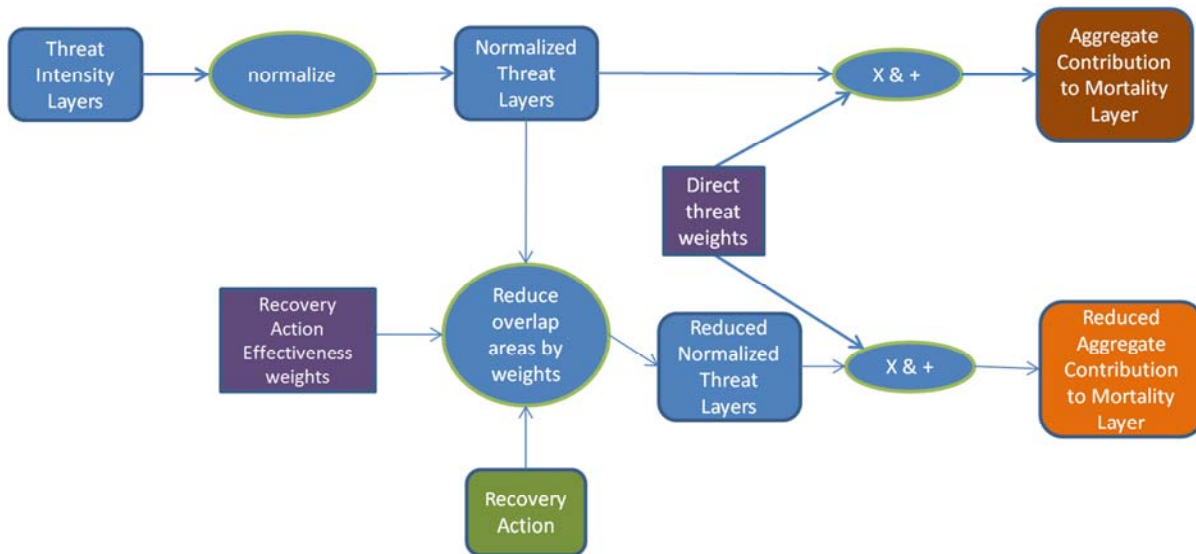 Threat
Intensity
Layers
normalize
Normalized
Threat
Layers
X & +
Aggregate
Contribution
to Mortality
Layer
Direct
threat
weights
Recovery
Action
Effectiveness
weights
Reduce
overlap
areas by
weights
Reduced
Normalized
Threat
Layers
X & +
Reduced
Aggregate
Contribution
to Mortality
Layer
Recovery
Action